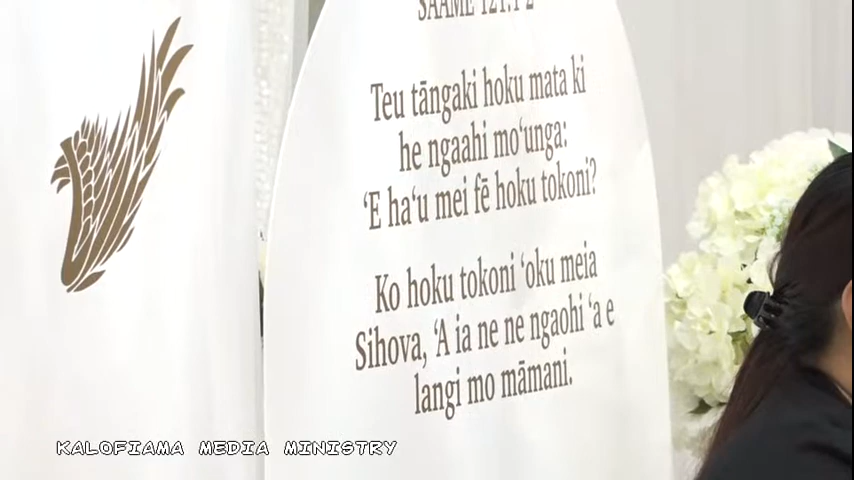 SAAME 121:1-2
Teu tāngaki hoku mata ki
he ngaahi mo‘unga:
‘E ha‘u mei fē hoku tokoni?
Ko hoku tokoni ‘oku meia
Sihova, ‘A ia ne ne ngaohi ‘a e
langi mo māmani.
KALOFIAMA MEDIA MINISTRY